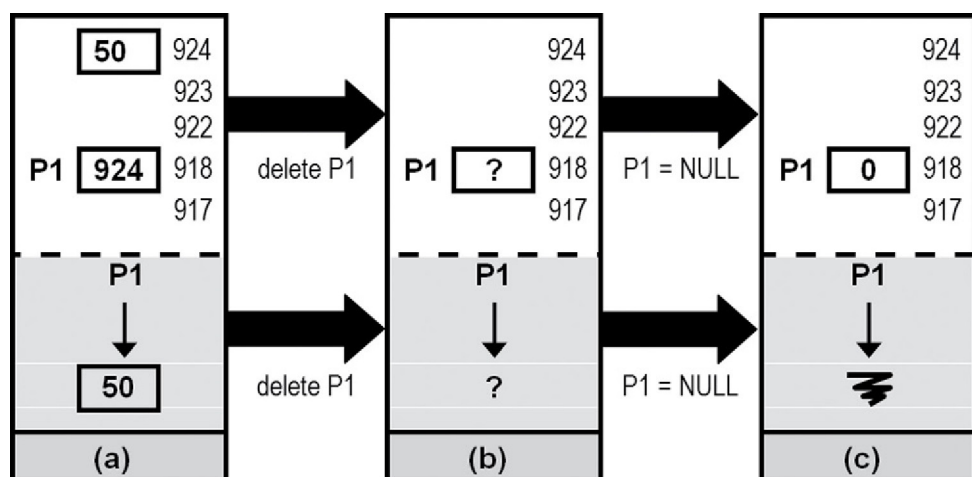 50 924
923
922
P1 924 918
917
P1
50
(a)
delete P1
delete P1
924
923
922
P1 ? 918
917
P1
?
(b)
P1 = NULL
P1 = NULL
924
923
922
P1 0 918
917
P1
(c)